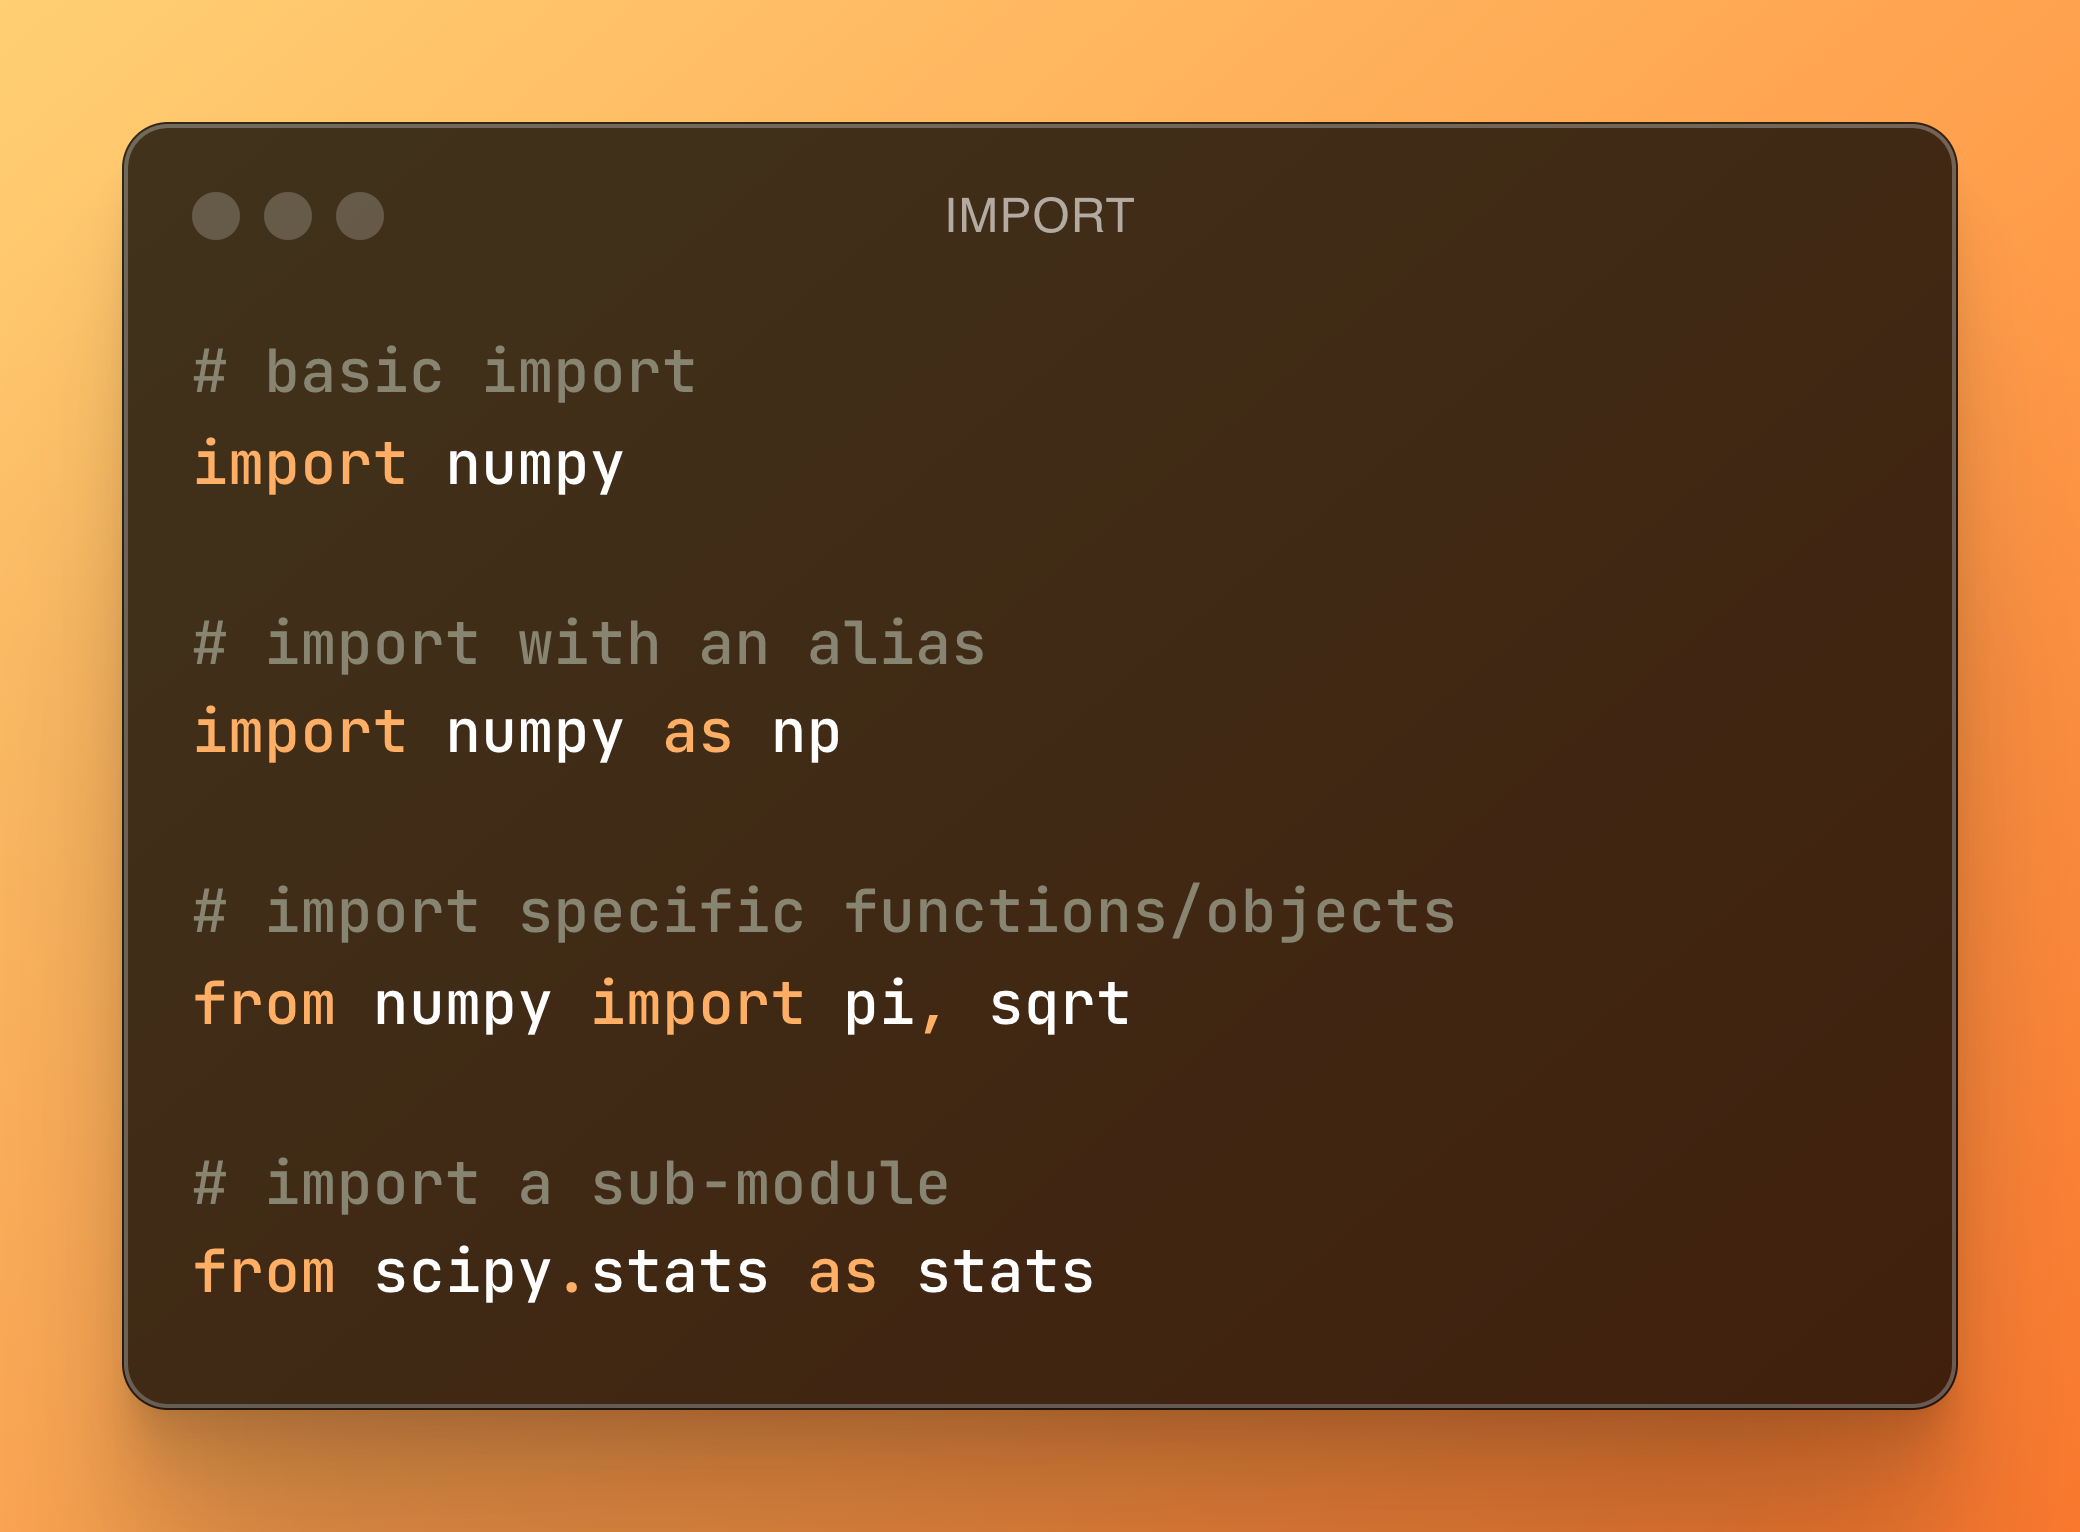 IMPORT
# basic import
import numpy
# import with an alias
import numpy as np
# import specific functions/objects
from numpy import pi, sqrt
# import a sub-module
from scipy.stats as stats